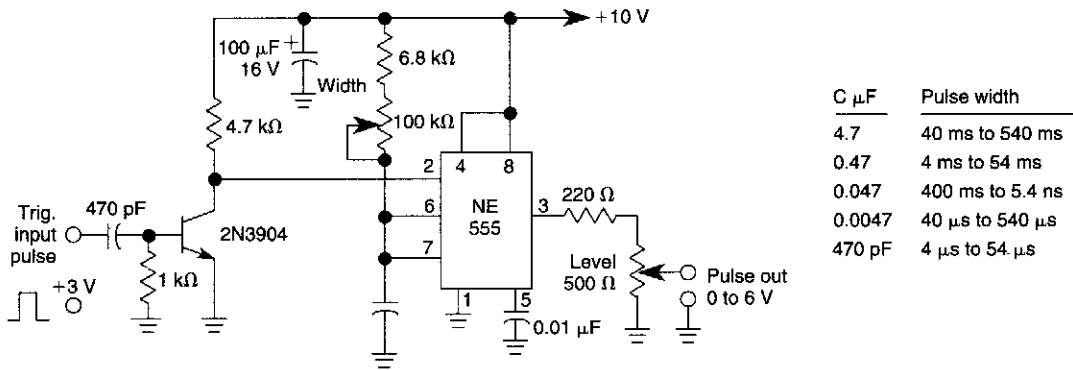 +10 V
100 µF +
16 V
6.8 kΩ
Width
4.7 kΩ
100 kΩ
2
4
8
6
NE
555
3
7
1
5
220 Ω
Trig.
input
pulse
470 pF
2N3904
1 kΩ
+3 V
0.01 µF
Level
500 Ω
Pulse out
0 to 6 V
C µF Pulse width
4.7 40 ms to 540 ms
0.47 4 ms to 54 ms
0.047 400 ms to 5.4 ns
0.0047 40 µs to 540 µs
470 pF 4 µs to 54 µs